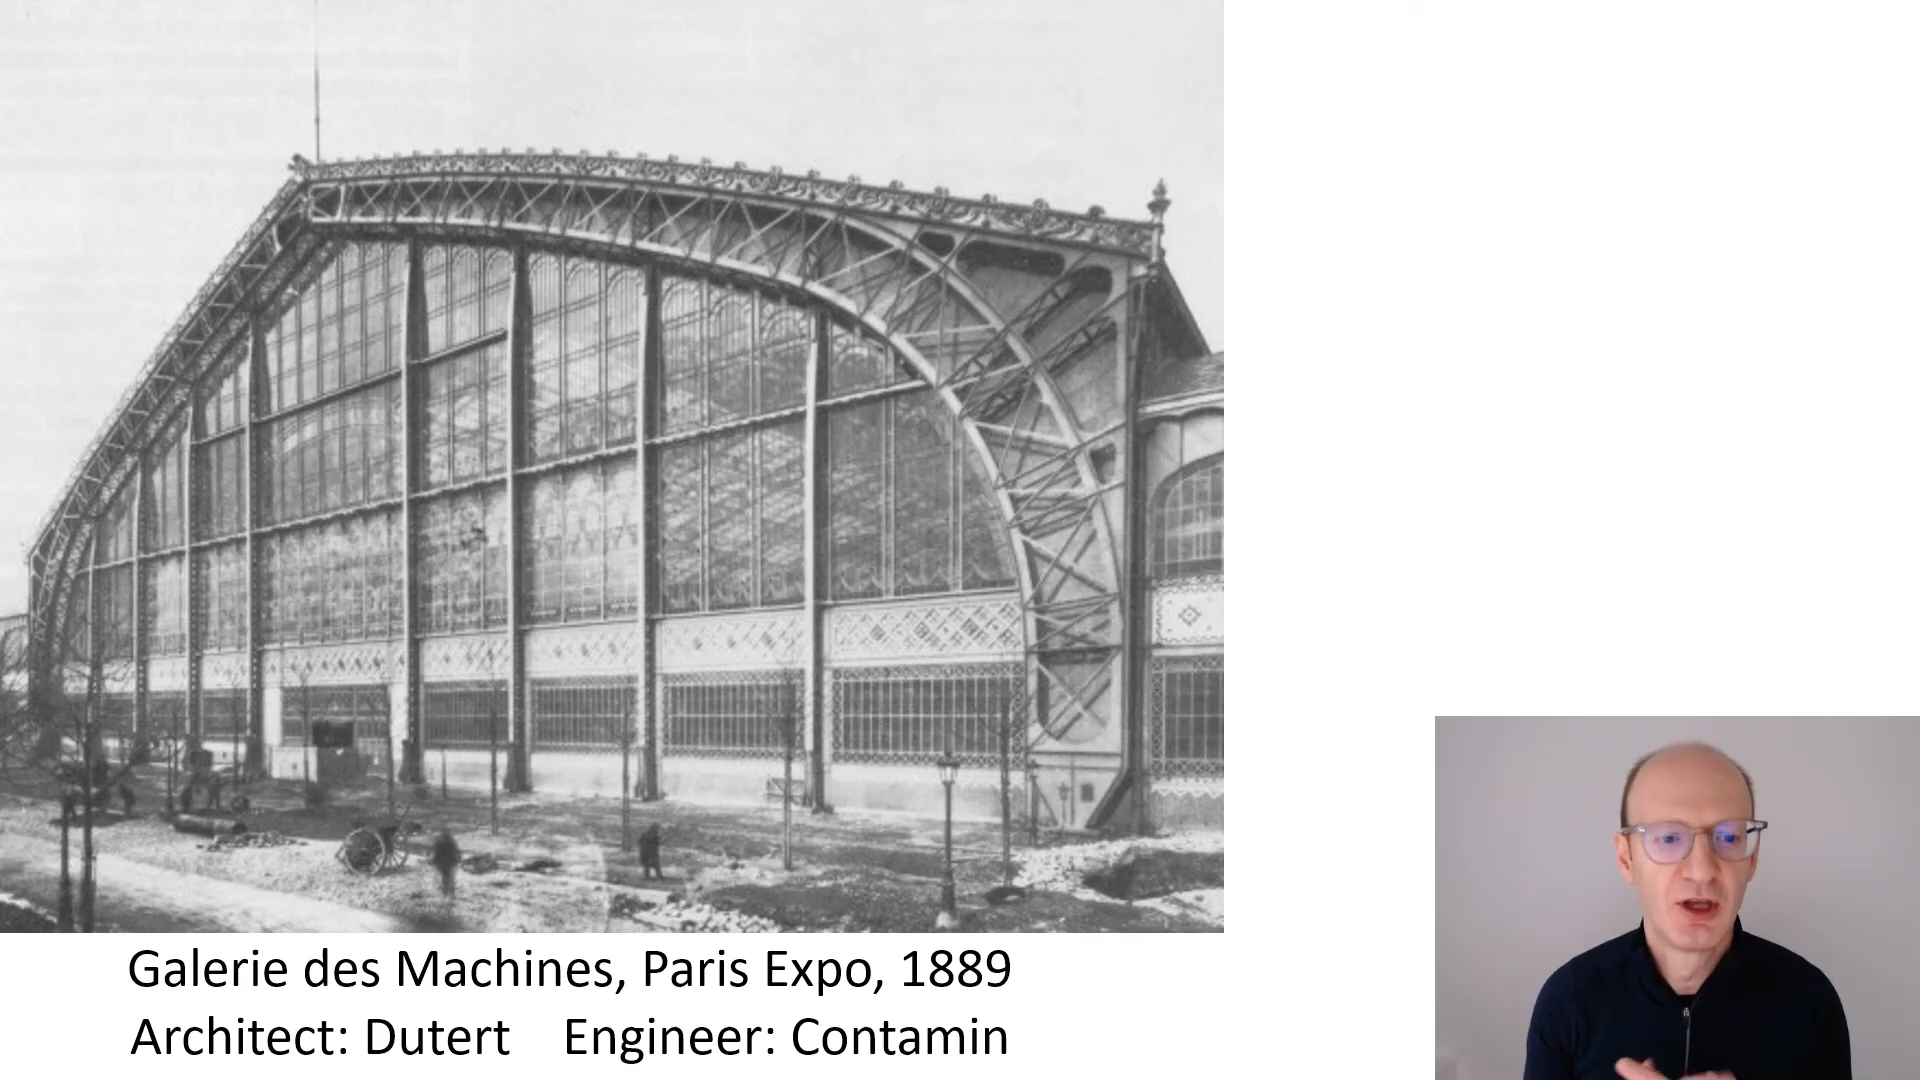 Galerie des Machines, Paris Expo, 1889
Architect: Dutert    Engineer: Contamin